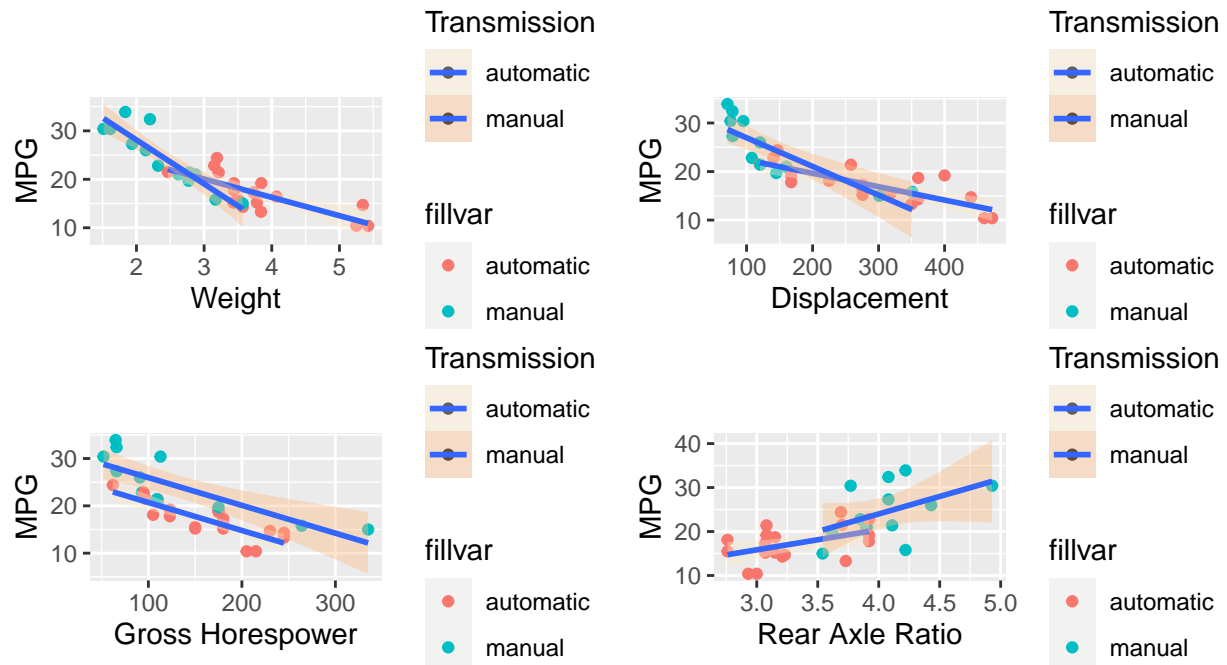 Transmission
automatic
manual
fillvar
automatic
manual
MPG
30
20
10
2 3 4 5
Weight
Transmission
automatic
manual
fillvar
automatic
manual
MPG
30
20
10
100 200 300 400
Displacement
Transmission
automatic
manual
fillvar
automatic
manual
MPG
30
20
10
100 200 300
Gross Horespower
Transmission
automatic
manual
fillvar
automatic
manual
MPG
40
30
20
10
3.0 3.5 4.0 4.5 5.0
Rear Axle Ratio